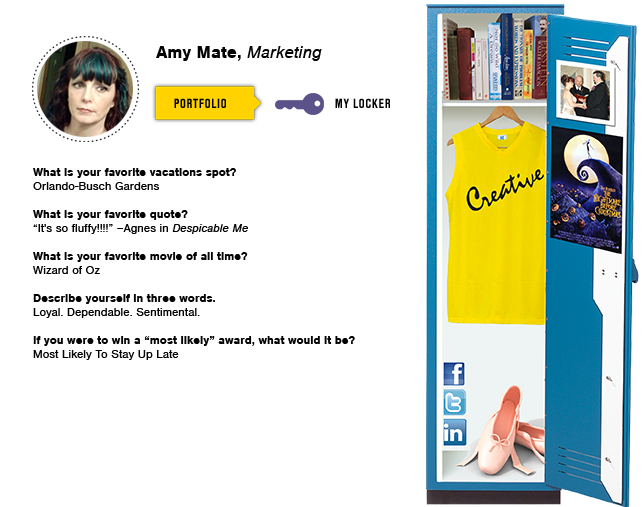 Amy Mate, Marketing
PORTFOLIO
MY LOCKER
What is your favorite vacations spot?
Orlando-Busch Gardens
What is your favorite quote?
“It's so fluffy!!!!” –Agnes in Despicable Me
What is your favorite movie of all time?
Wizard of Oz
Describe yourself in three words.
Loyal. Dependable. Sentimental.
If you were to win a “most likely” award, what would it be?
Most Likely To Stay Up Late
Creative
NIGHTMARE
BEFORE
CHRISTMAS
f
t
in